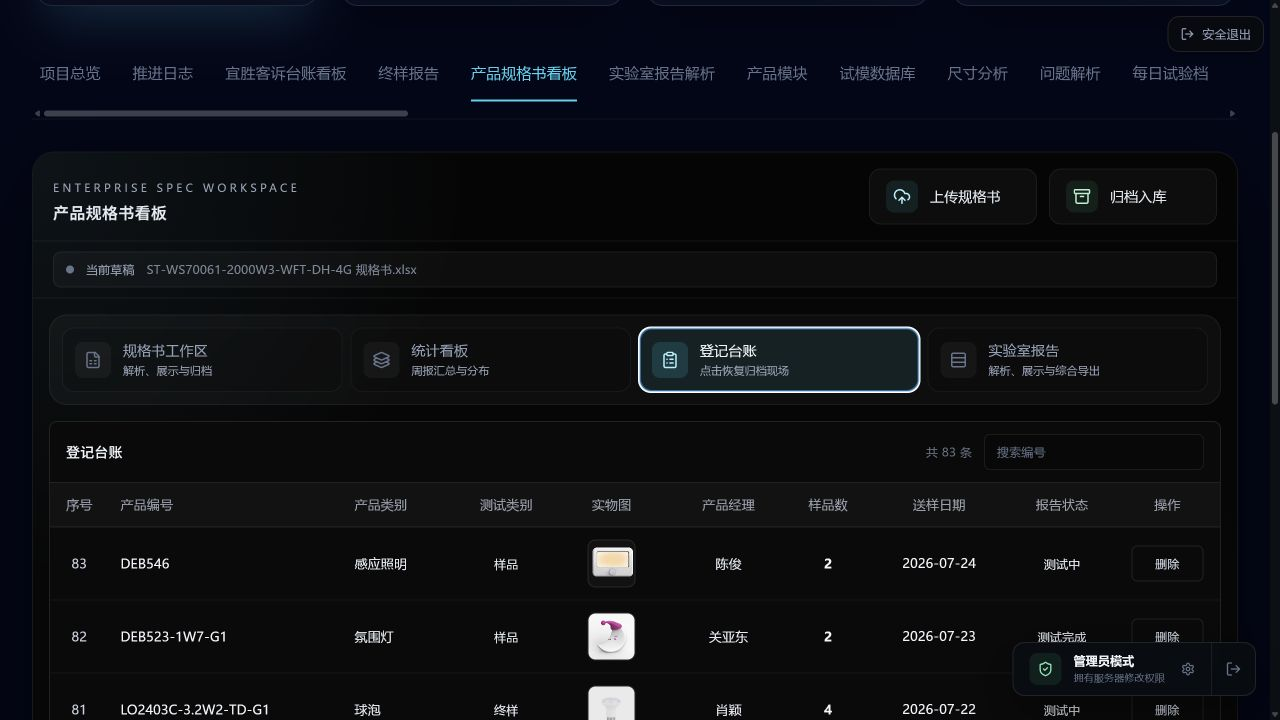 安全退出
项目总览 推进日志 宜胜客诉台账看板 终样报告 产品规格书看板 实验室报告解析 产品模块 试模数据库 尺寸分析 问题解析 每日试验档
ENTERPRISE SPEC WORKSPACE
产品规格书看板
上传规格书
归档入库
当前草稿 ST-WS70061-2000W3-WFT-DH-4G 规格书.xlsx
规格书工作区
解析、展示与归档
统计看板
周报汇总与分布
登记台账
点击恢复归档现场
实验室报告
解析、展示与综合导出
登记台账 共 83 条 搜索编号
序号 产品编号 产品类别 测试类别 实物图 产品经理 样品数 送样日期 报告状态 操作
83 DEB546 感应照明 样品 陈俊 2 2026-07-24 测试中 删除
82 DEB523-1W7-G1 氛围灯 样品 关亚东 2 2026-07-23 测试完成 删除
81 LO2403C-3.2W2-TD-G1 球泡 终样 肖颖 4 2026-07-22 测试中 删除
管理员模式
拥有服务器修改权限